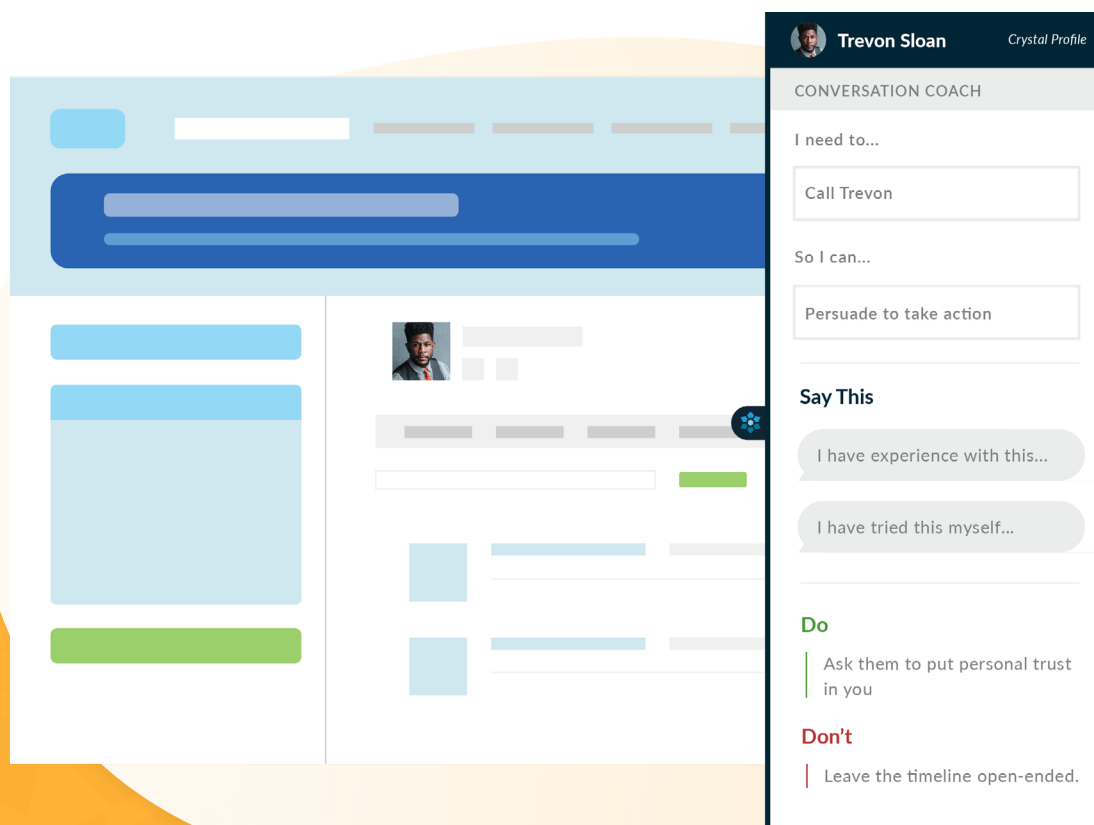 Trevon Sloan
Crystal Profile
CONVERSATION COACH
I need to...
Call Trevon
So I can...
Persuade to take action
Say This
I have experience with this...
I have tried this myself...
Do
Ask them to put personal trust
in you
Don't
Leave the timeline open-ended.